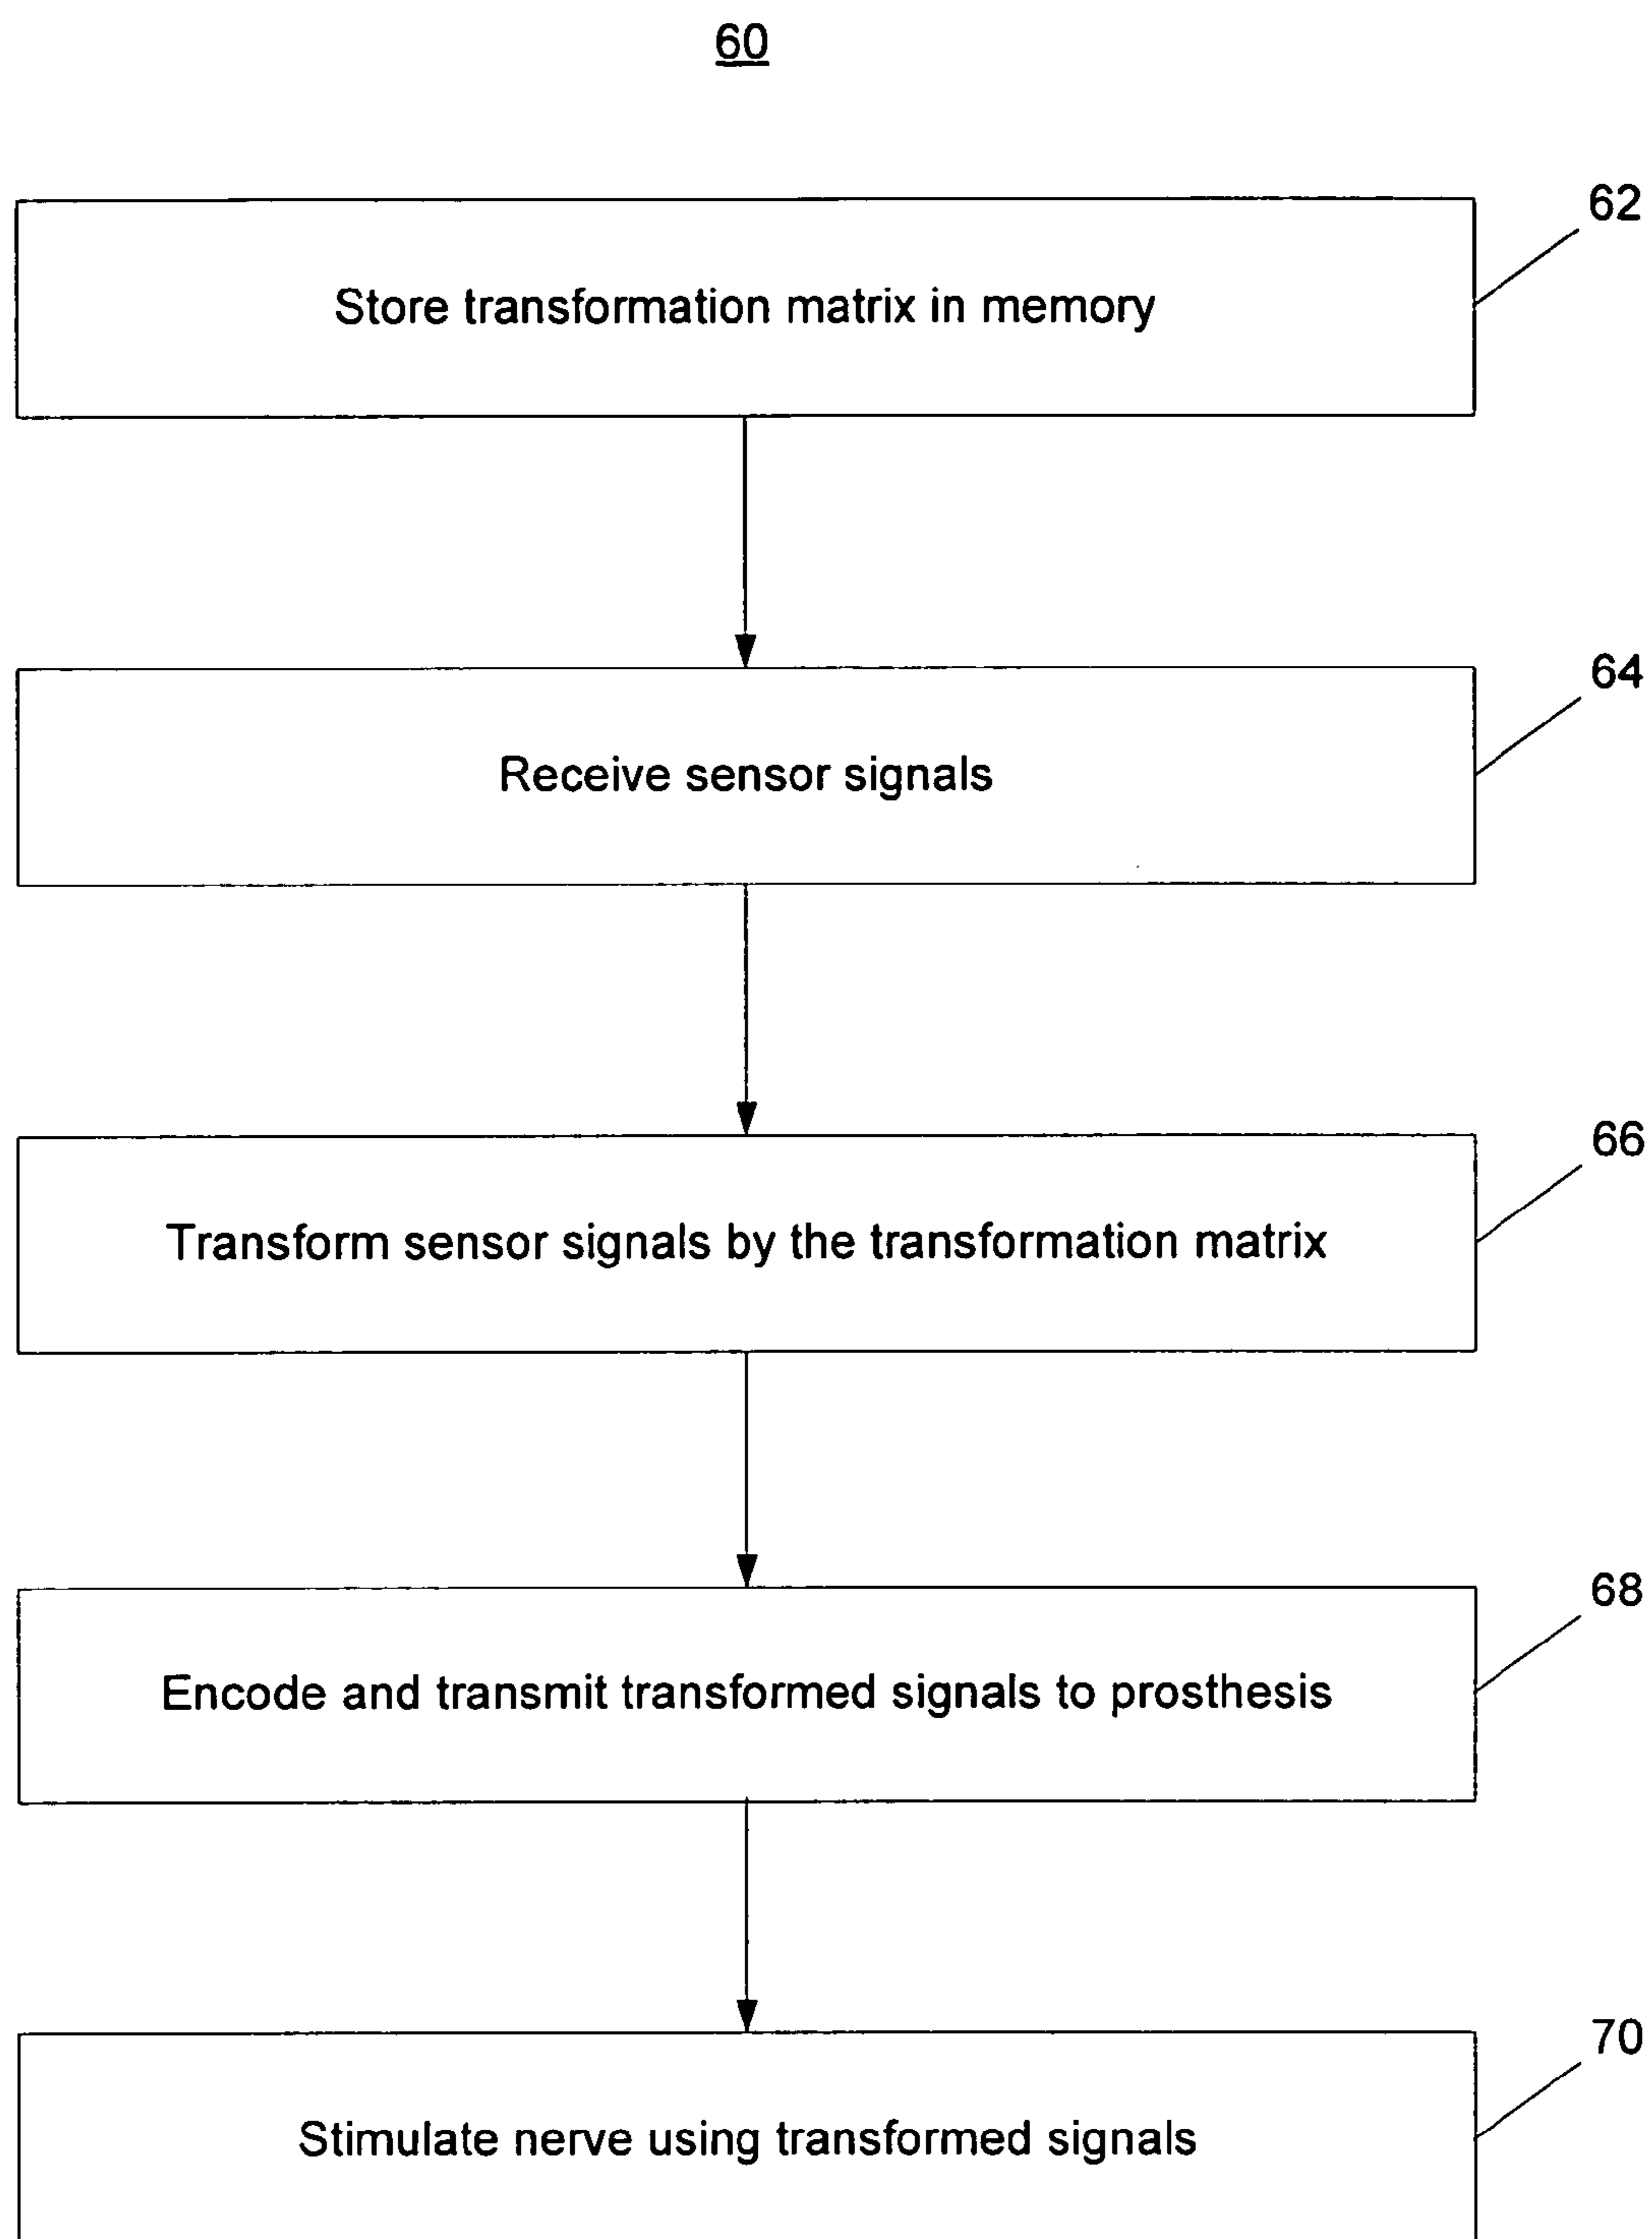 60
62
Store transformation matrix in memory
64
Receive sensor signals
66
Transform sensor signals by the transformation matrix
68
Encode and transmit transformed signals to prosthesis
70
Stimulate nerve using transformed signals